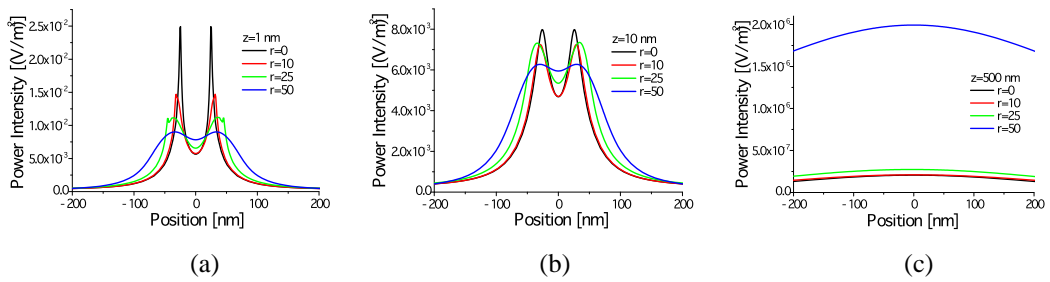 2.5x10⁻²
2.0x10⁻²
1.5x10⁻²
1.0x10⁻²
5.0x10⁻³
0.0
Power Intensity [(V/m)²]
-200 -100 0 100 200
Position [nm]
z=1 nm
r=0
r=10
r=25
r=50
(a)
8.0x10⁻³
6.0x10⁻³
4.0x10⁻³
2.0x10⁻³
0.0
Power Intensity [(V/m)²]
-200 -100 0 100 200
Position [nm]
z=10 nm
r=0
r=10
r=25
r=50
(b)
2.0x10⁻⁶
1.5x10⁻⁶
1.0x10⁻⁶
5.0x10⁻⁷
0.0
Power Intensity [(V/m)²]
-200 -100 0 100 200
Position [nm]
z=500 nm
r=0
r=10
r=25
r=50
(c)